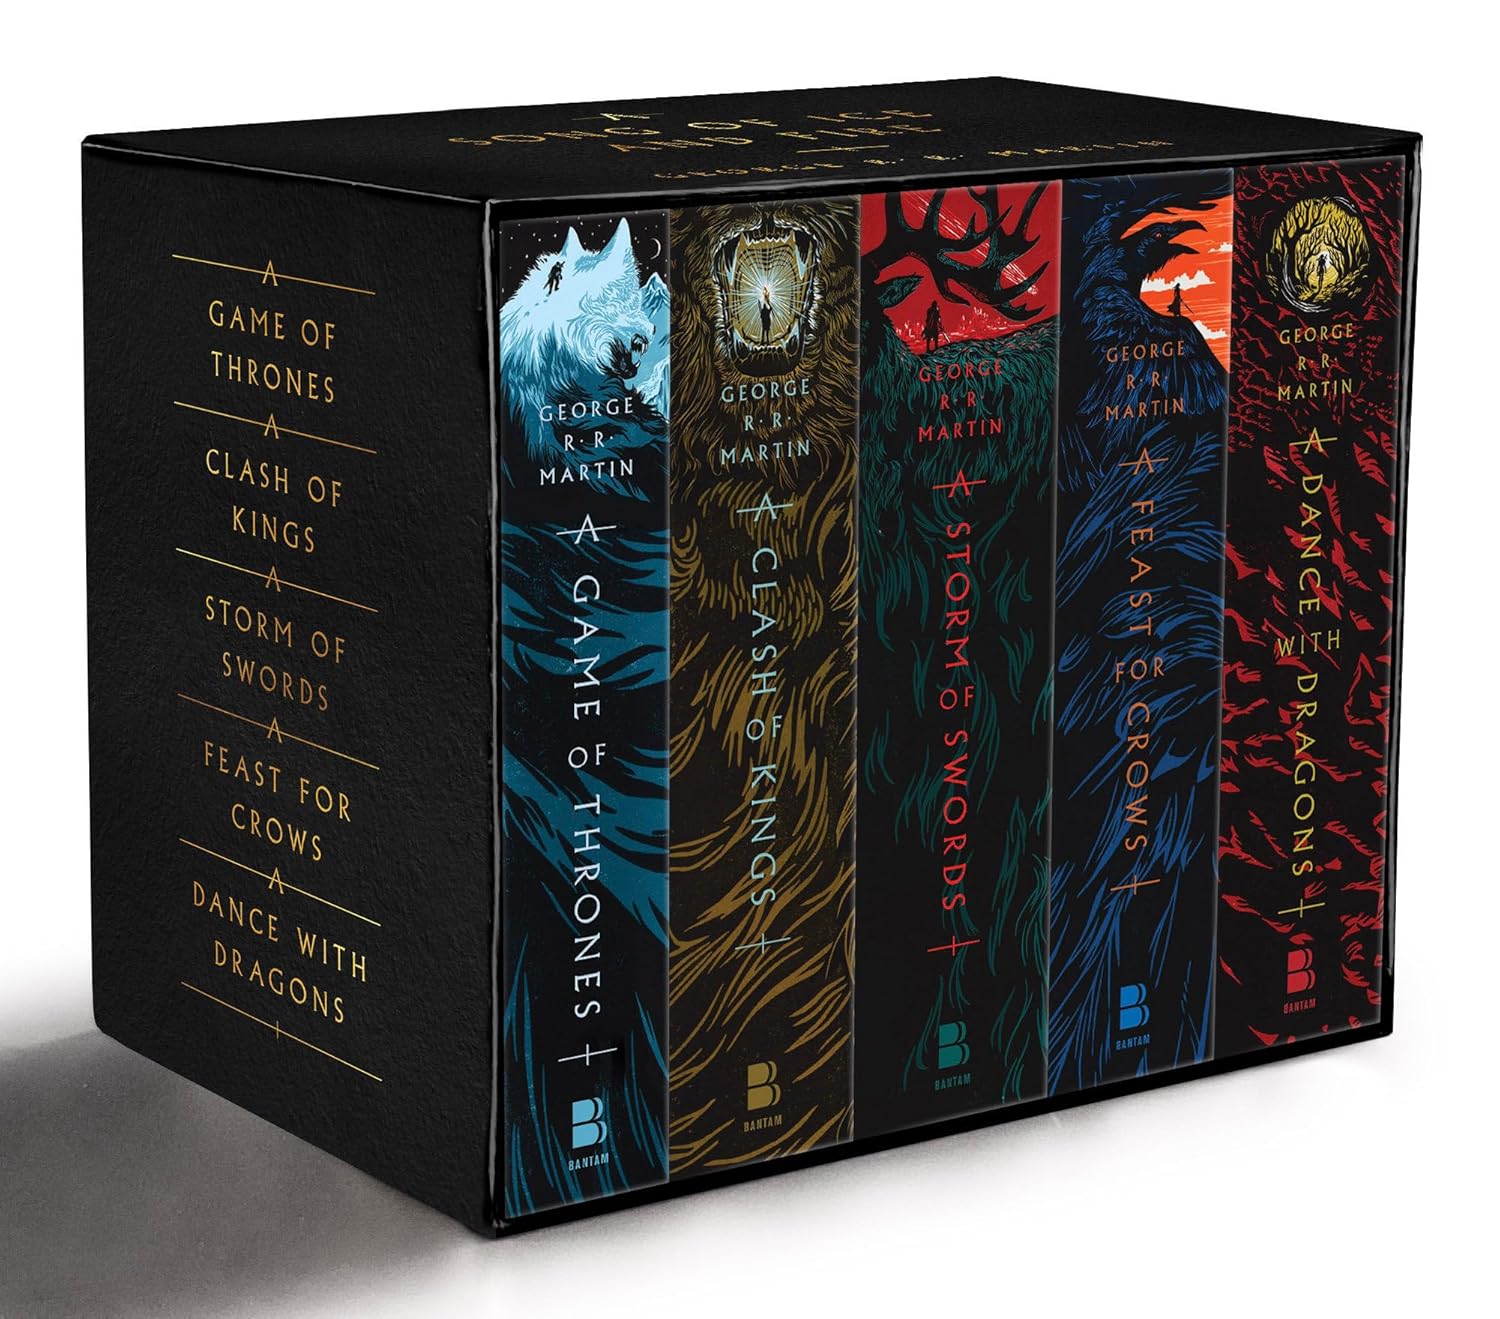 A
SONG OF ICE
AND FIRE
GEORGE R. R. MARTIN
A
GAME OF
THRONES
A
CLASH OF
KINGS
A
STORM OF
SWORDS
A
FEAST FOR
CROWS
A
DANCE WITH
DRAGONS
GEORGE
R. R.
MARTIN
A GAME OF THRONES
B
BANTAM
GEORGE
R. R.
MARTIN
A CLASH OF KINGS
B
BANTAM
GEORGE
R. R.
MARTIN
A STORM OF SWORDS
B
BANTAM
GEORGE
R. R.
MARTIN
A FEAST FOR CROWS
B
BANTAM
GEORGE
R. R.
MARTIN
A DANCE WITH DRAGONS
B
BANTAM